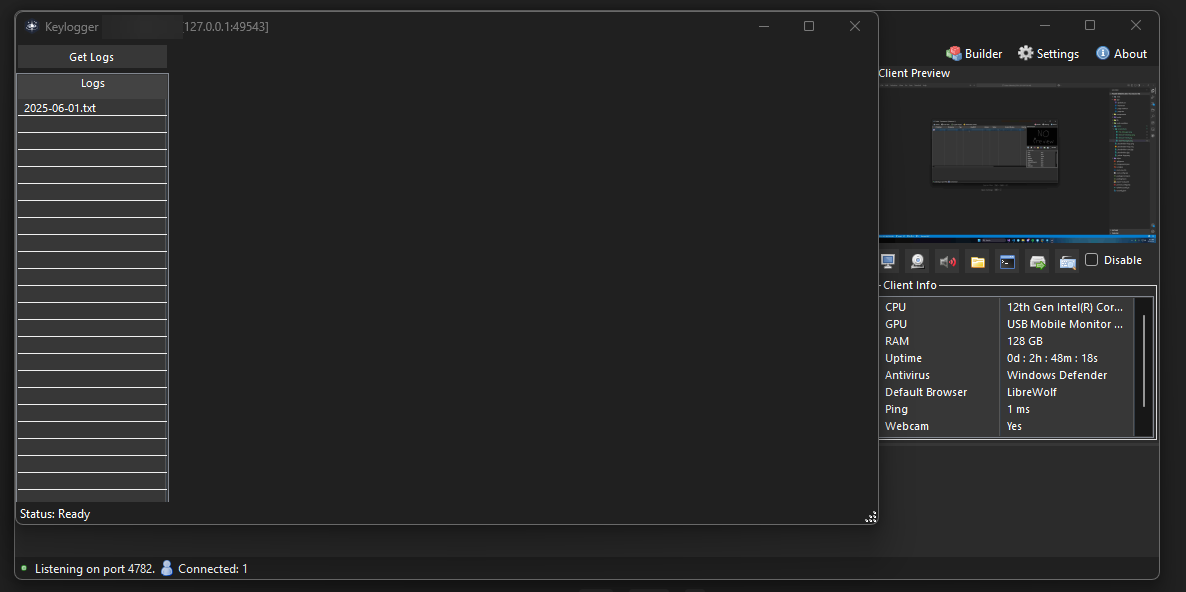 Keylogger [127.0.0.1:49543]
Get Logs
Logs
2025-06-01.txt
Status: Ready
Builder Settings About
Client Preview
Disable
Client Info
CPU 12th Gen Intel(R) Cor...
GPU USB Mobile Monitor ...
RAM 128 GB
Uptime 0d : 2h : 48m : 18s
Antivirus Windows Defender
Default Browser LibreWolf
Ping 1 ms
Webcam Yes
Listening on port 4782. Connected: 1